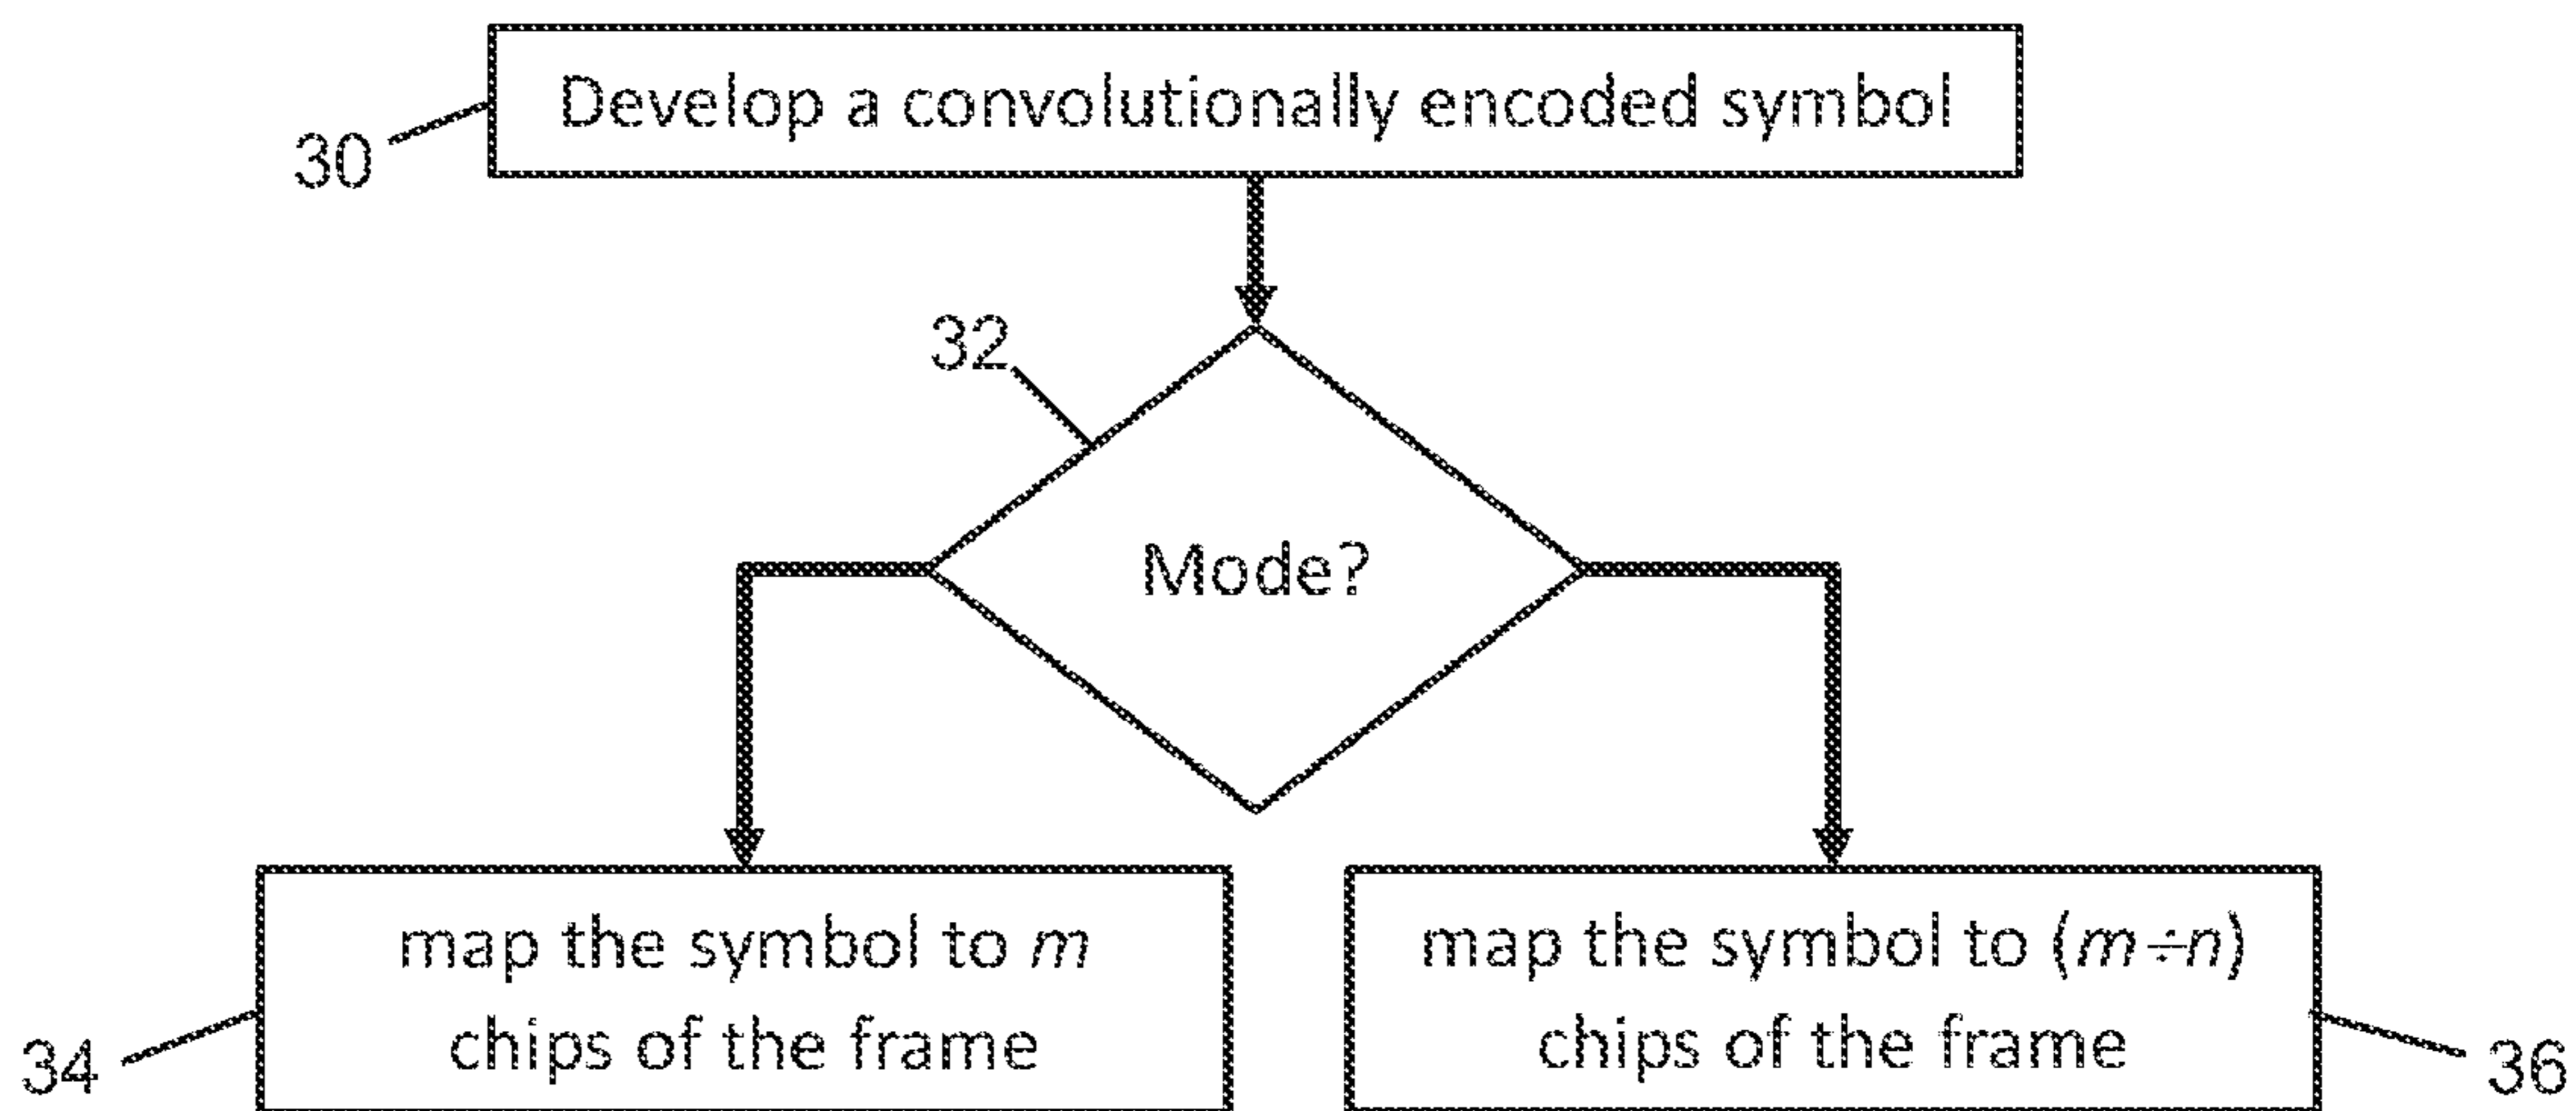 Develop a convolutionally encoded symbol
30
32
Mode?
map the symbol to m
chips of the frame
34
map the symbol to (m÷n)
chips of the frame
36